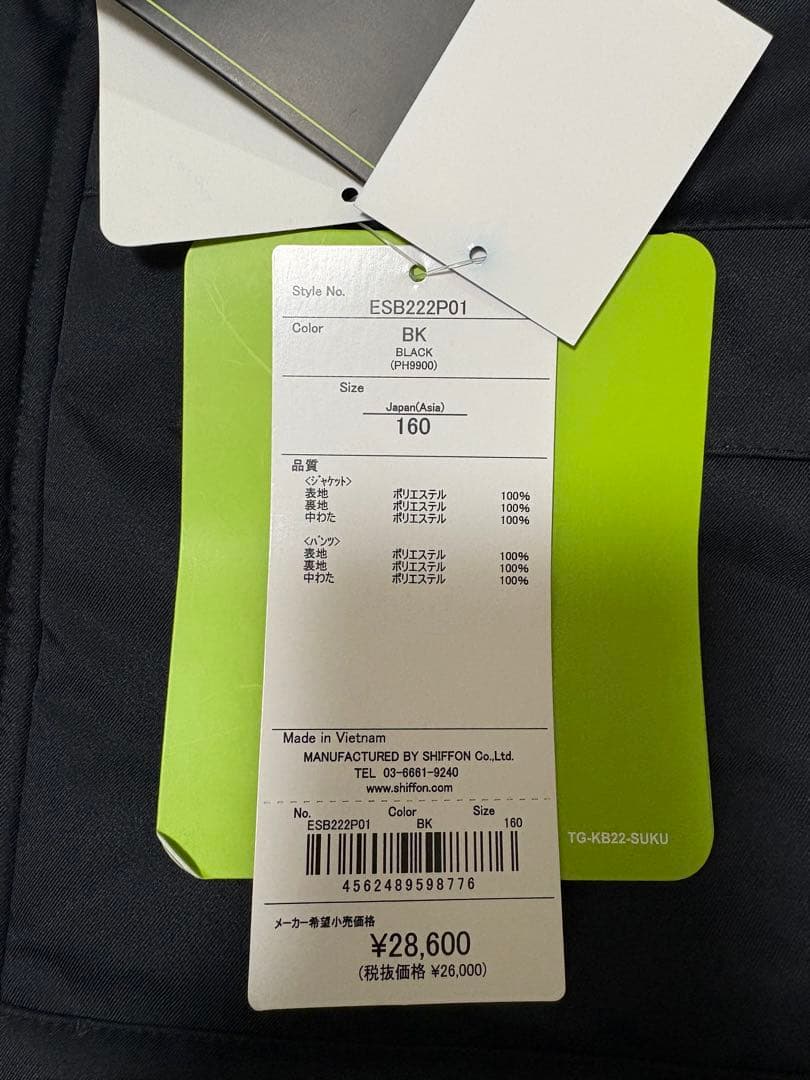 Style No.
ESB222P01
Color
BK
BLACK
(PH9900)
Size
Japan(Asia)
160
品質
<ジャケット>
表地 ポリエステル 100%
裏地 ポリエステル 100%
中わた ポリエステル 100%
<パンツ>
表地 ポリエステル 100%
裏地 ポリエステル 100%
中わた ポリエステル 100%
Made in Vietnam
MANUFACTURED BY SHIFFON Co.,Ltd.
TEL 03-6661-9240
www.shiffon.com
No. Color Size
ESB222P01 BK 160
4562489598776
メーカー希望小売価格
¥28,600
(税抜価格 ¥26,000)
TG-KB22-SUKU